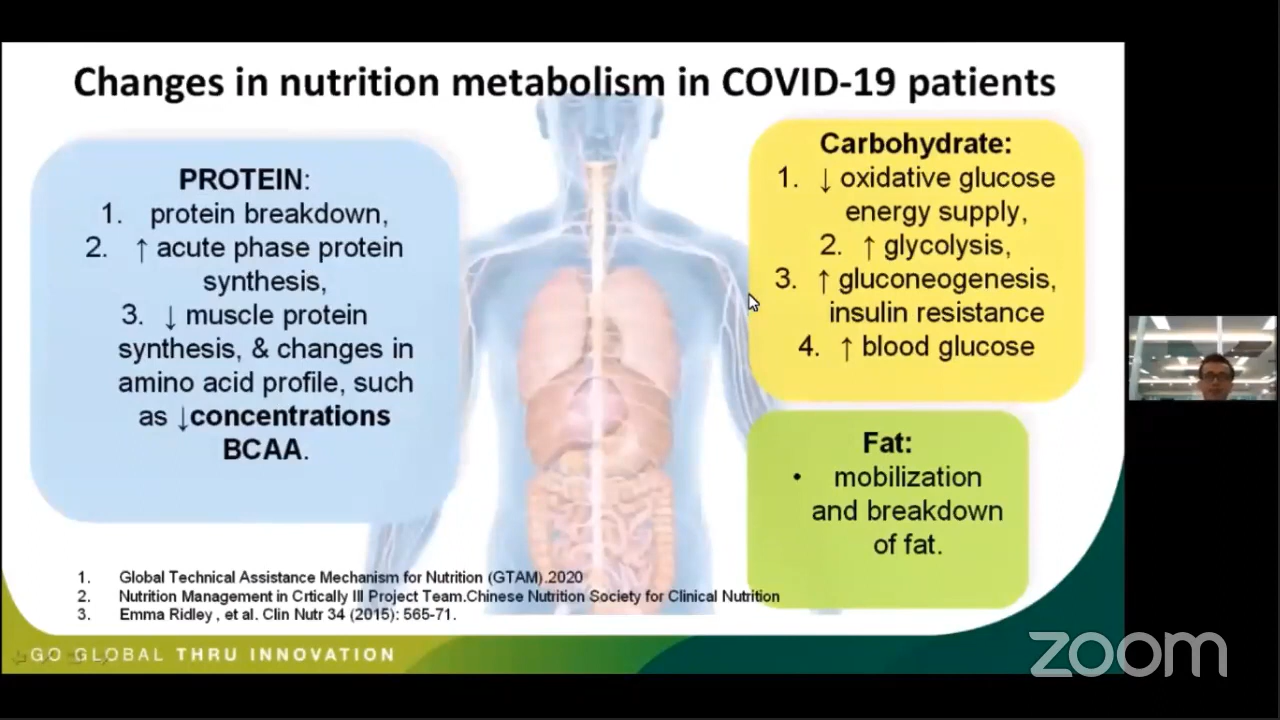 Changes in nutrition metabolism in COVID-19 patients
PROTEIN:
1. protein breakdown,
2. ↑ acute phase protein
synthesis,
3. ↓ muscle protein
synthesis, & changes in
amino acid profile, such
as ↓concentrations
BCAA.
Carbohydrate:
1. ↓ oxidative glucose
energy supply,
2. ↑ glycolysis,
3. ↑ gluconeogenesis,
insulin resistance
4. ↑ blood glucose
Fat:
• mobilization
and breakdown
of fat.
1. Global Technical Assistance Mechanism for Nutrition (GTAM).2020
2. Nutrition Management in Crtically Ill Project Team.Chinese Nutrition Society for Clinical Nutrition
3. Emma Ridley , et al. Clin Nutr 34 (2015): 565-71.
GO GLOBAL THRU INNOVATION
zoom